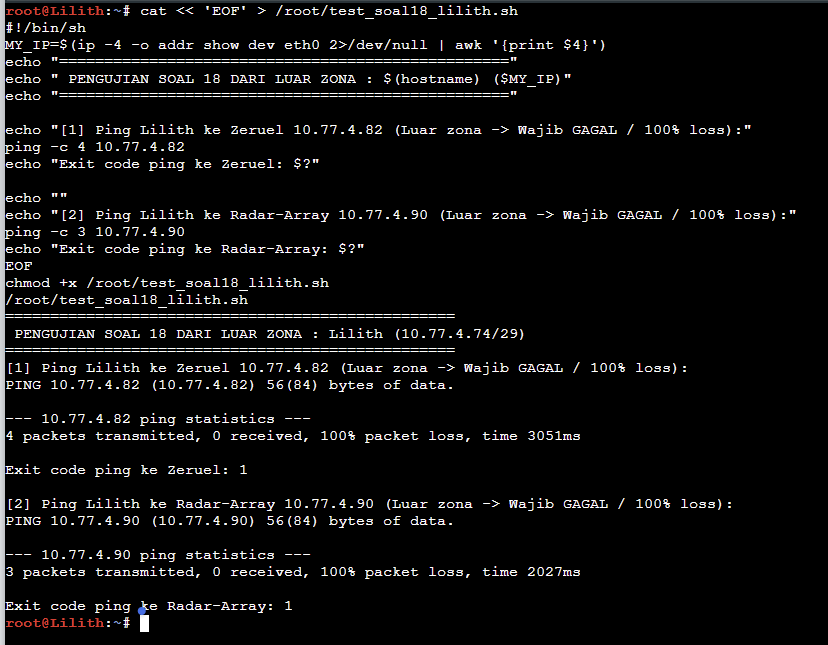 root@Lilith:~# cat << 'EOF' > /root/test_soal18_lilith.sh
#!/bin/sh
MY_IP=$(ip -4 -o addr show dev eth0 2>/dev/null | awk '{print $4}')
echo "=================================================="
echo " PENGUJIAN SOAL 18 DARI LUAR ZONA : $(hostname) ($MY_IP)"
echo "=================================================="

echo "[1] Ping Lilith ke Zeruel 10.77.4.82 (Luar zona -> Wajib GAGAL / 100% loss):"
ping -c 4 10.77.4.82
echo "Exit code ping ke Zeruel: $?"

echo ""
echo "[2] Ping Lilith ke Radar-Array 10.77.4.90 (Luar zona -> Wajib GAGAL / 100% loss):"
ping -c 3 10.77.4.90
echo "Exit code ping ke Radar-Array: $?"
EOF
chmod +x /root/test_soal18_lilith.sh
/root/test_soal18_lilith.sh
==================================================
 PENGUJIAN SOAL 18 DARI LUAR ZONA : Lilith (10.77.4.74/29)
==================================================
[1] Ping Lilith ke Zeruel 10.77.4.82 (Luar zona -> Wajib GAGAL / 100% loss):
PING 10.77.4.82 (10.77.4.82) 56(84) bytes of data.

--- 10.77.4.82 ping statistics ---
4 packets transmitted, 0 received, 100% packet loss, time 3051ms

Exit code ping ke Zeruel: 1

[2] Ping Lilith ke Radar-Array 10.77.4.90 (Luar zona -> Wajib GAGAL / 100% loss):
PING 10.77.4.90 (10.77.4.90) 56(84) bytes of data.

--- 10.77.4.90 ping statistics ---
3 packets transmitted, 0 received, 100% packet loss, time 2027ms

Exit code ping ke Radar-Array: 1
root@Lilith:~#